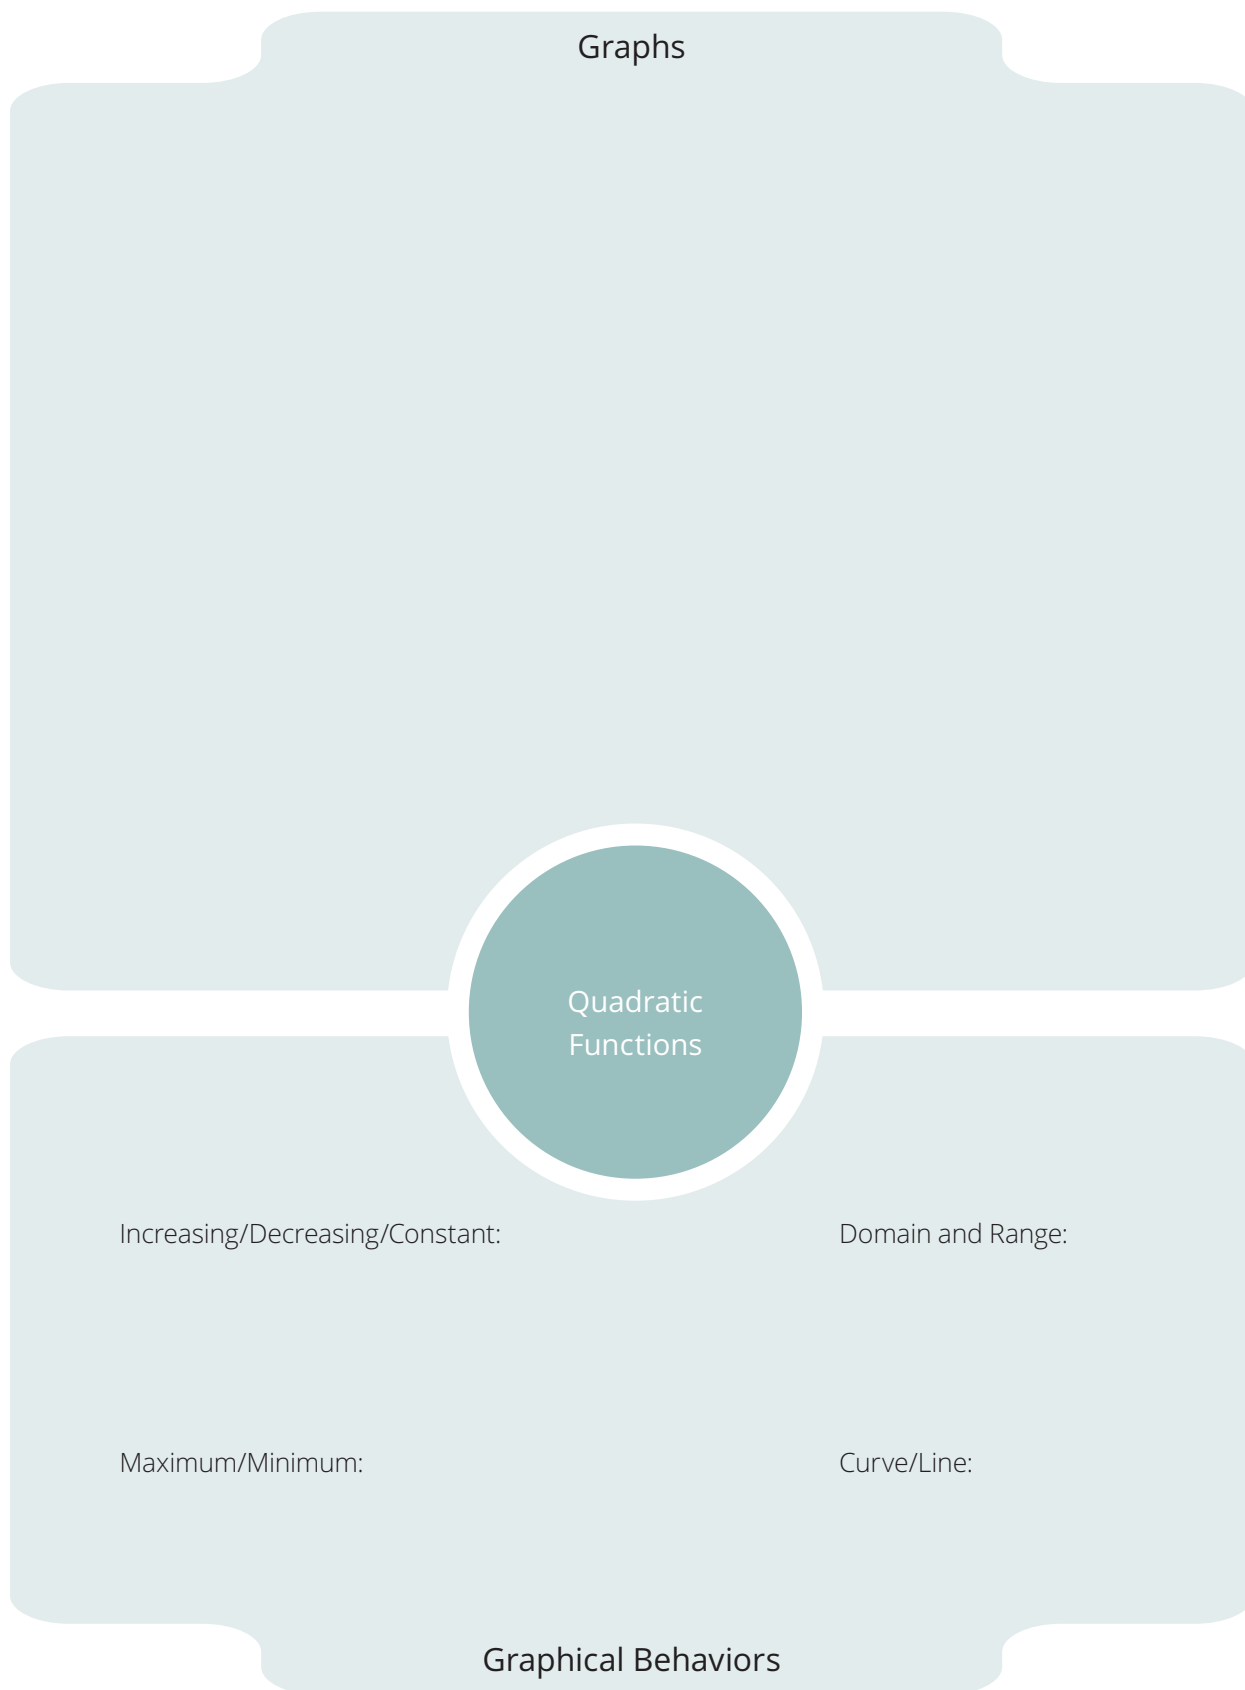 Graphs
Quadratic
Functions
Increasing/Decreasing/Constant:
Domain and Range:
Maximum/Minimum:
Curve/Line:
Graphical Behaviors